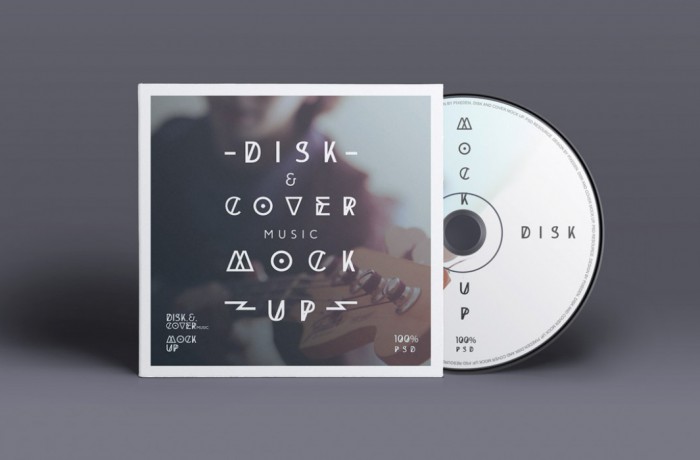 -DISK-
&
COVER
MUSIC
MOCK
UP
DISK &
COVER MUSIC
MOCK
UP
100%
PSD
MOCK
UP
DISK
100%
PSD